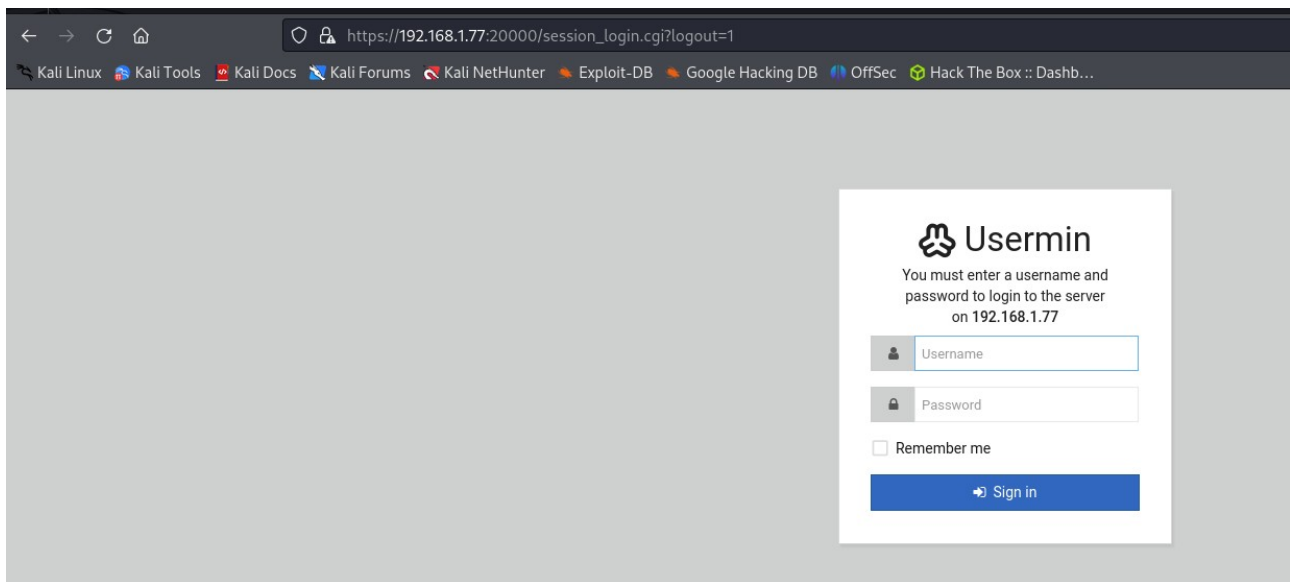 https://192.168.1.77:20000/session_login.cgi?logout=1
Kali Linux Kali Tools Kali Docs Kali Forums Kali NetHunter Exploit-DB Google Hacking DB OffSec Hack The Box :: Dashb...
Usermin
You must enter a username and
password to login to the server
on 192.168.1.77
Username
Password
Remember me
Sign in